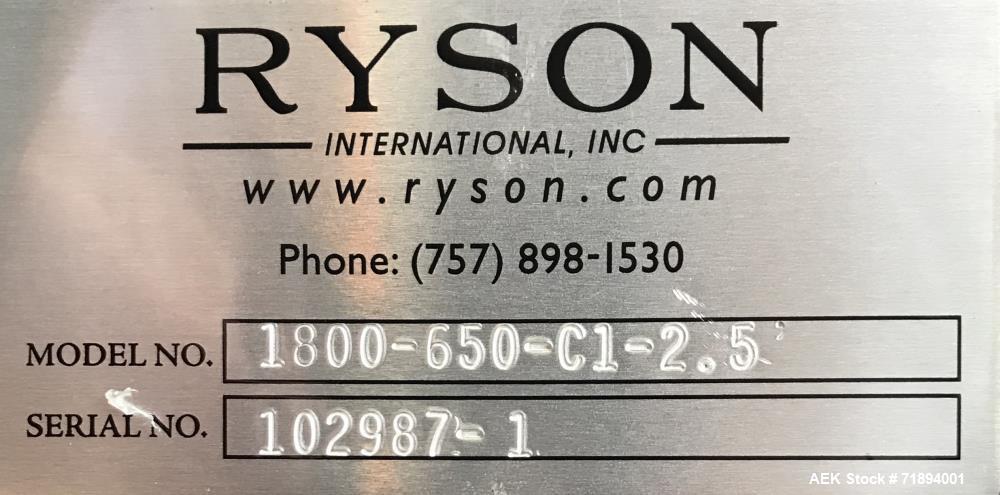 RYSON
INTERNATIONAL, INC
www.ryson.com
Phone: (757) 898-1530
MODEL NO. 1800-650-C1-2.5
SERIAL NO. 102987-1
AEK Stock # 71894001